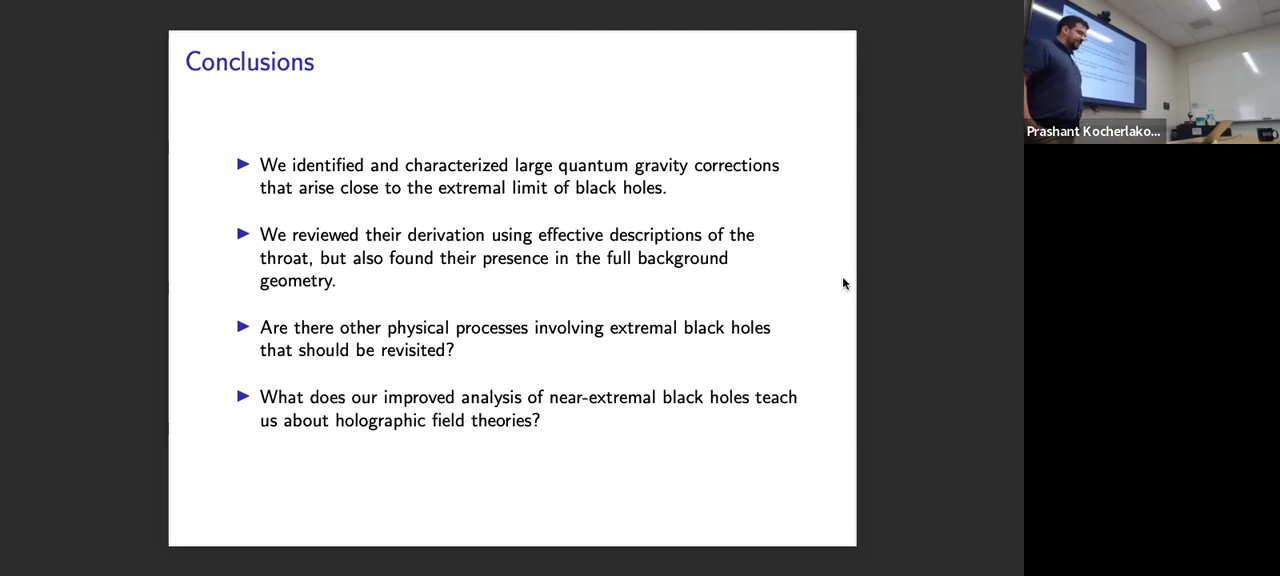 Conclusions
▶ We identified and characterized large quantum gravity corrections
that arise close to the extremal limit of black holes.
▶ We reviewed their derivation using effective descriptions of the
throat, but also found their presence in the full background
geometry.
▶ Are there other physical processes involving extremal black holes
that should be revisited?
▶ What does our improved analysis of near-extremal black holes teach
us about holographic field theories?
Prashant Kocherlako...